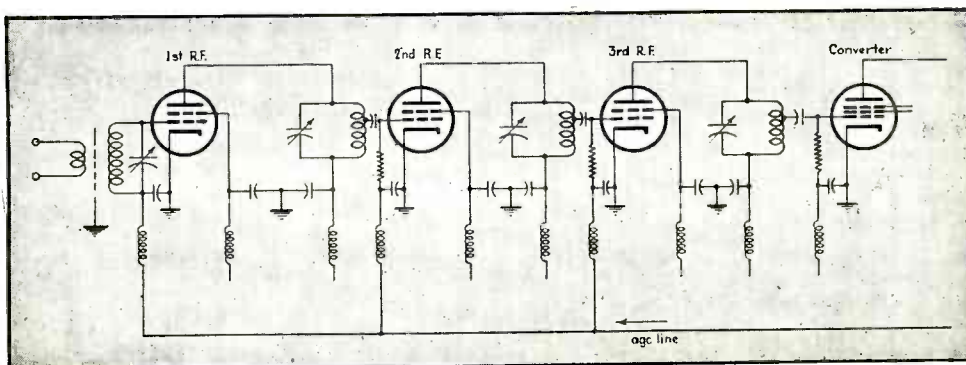 1st R.F.
2nd R.F.
3rd R.F.
Converter
agc line